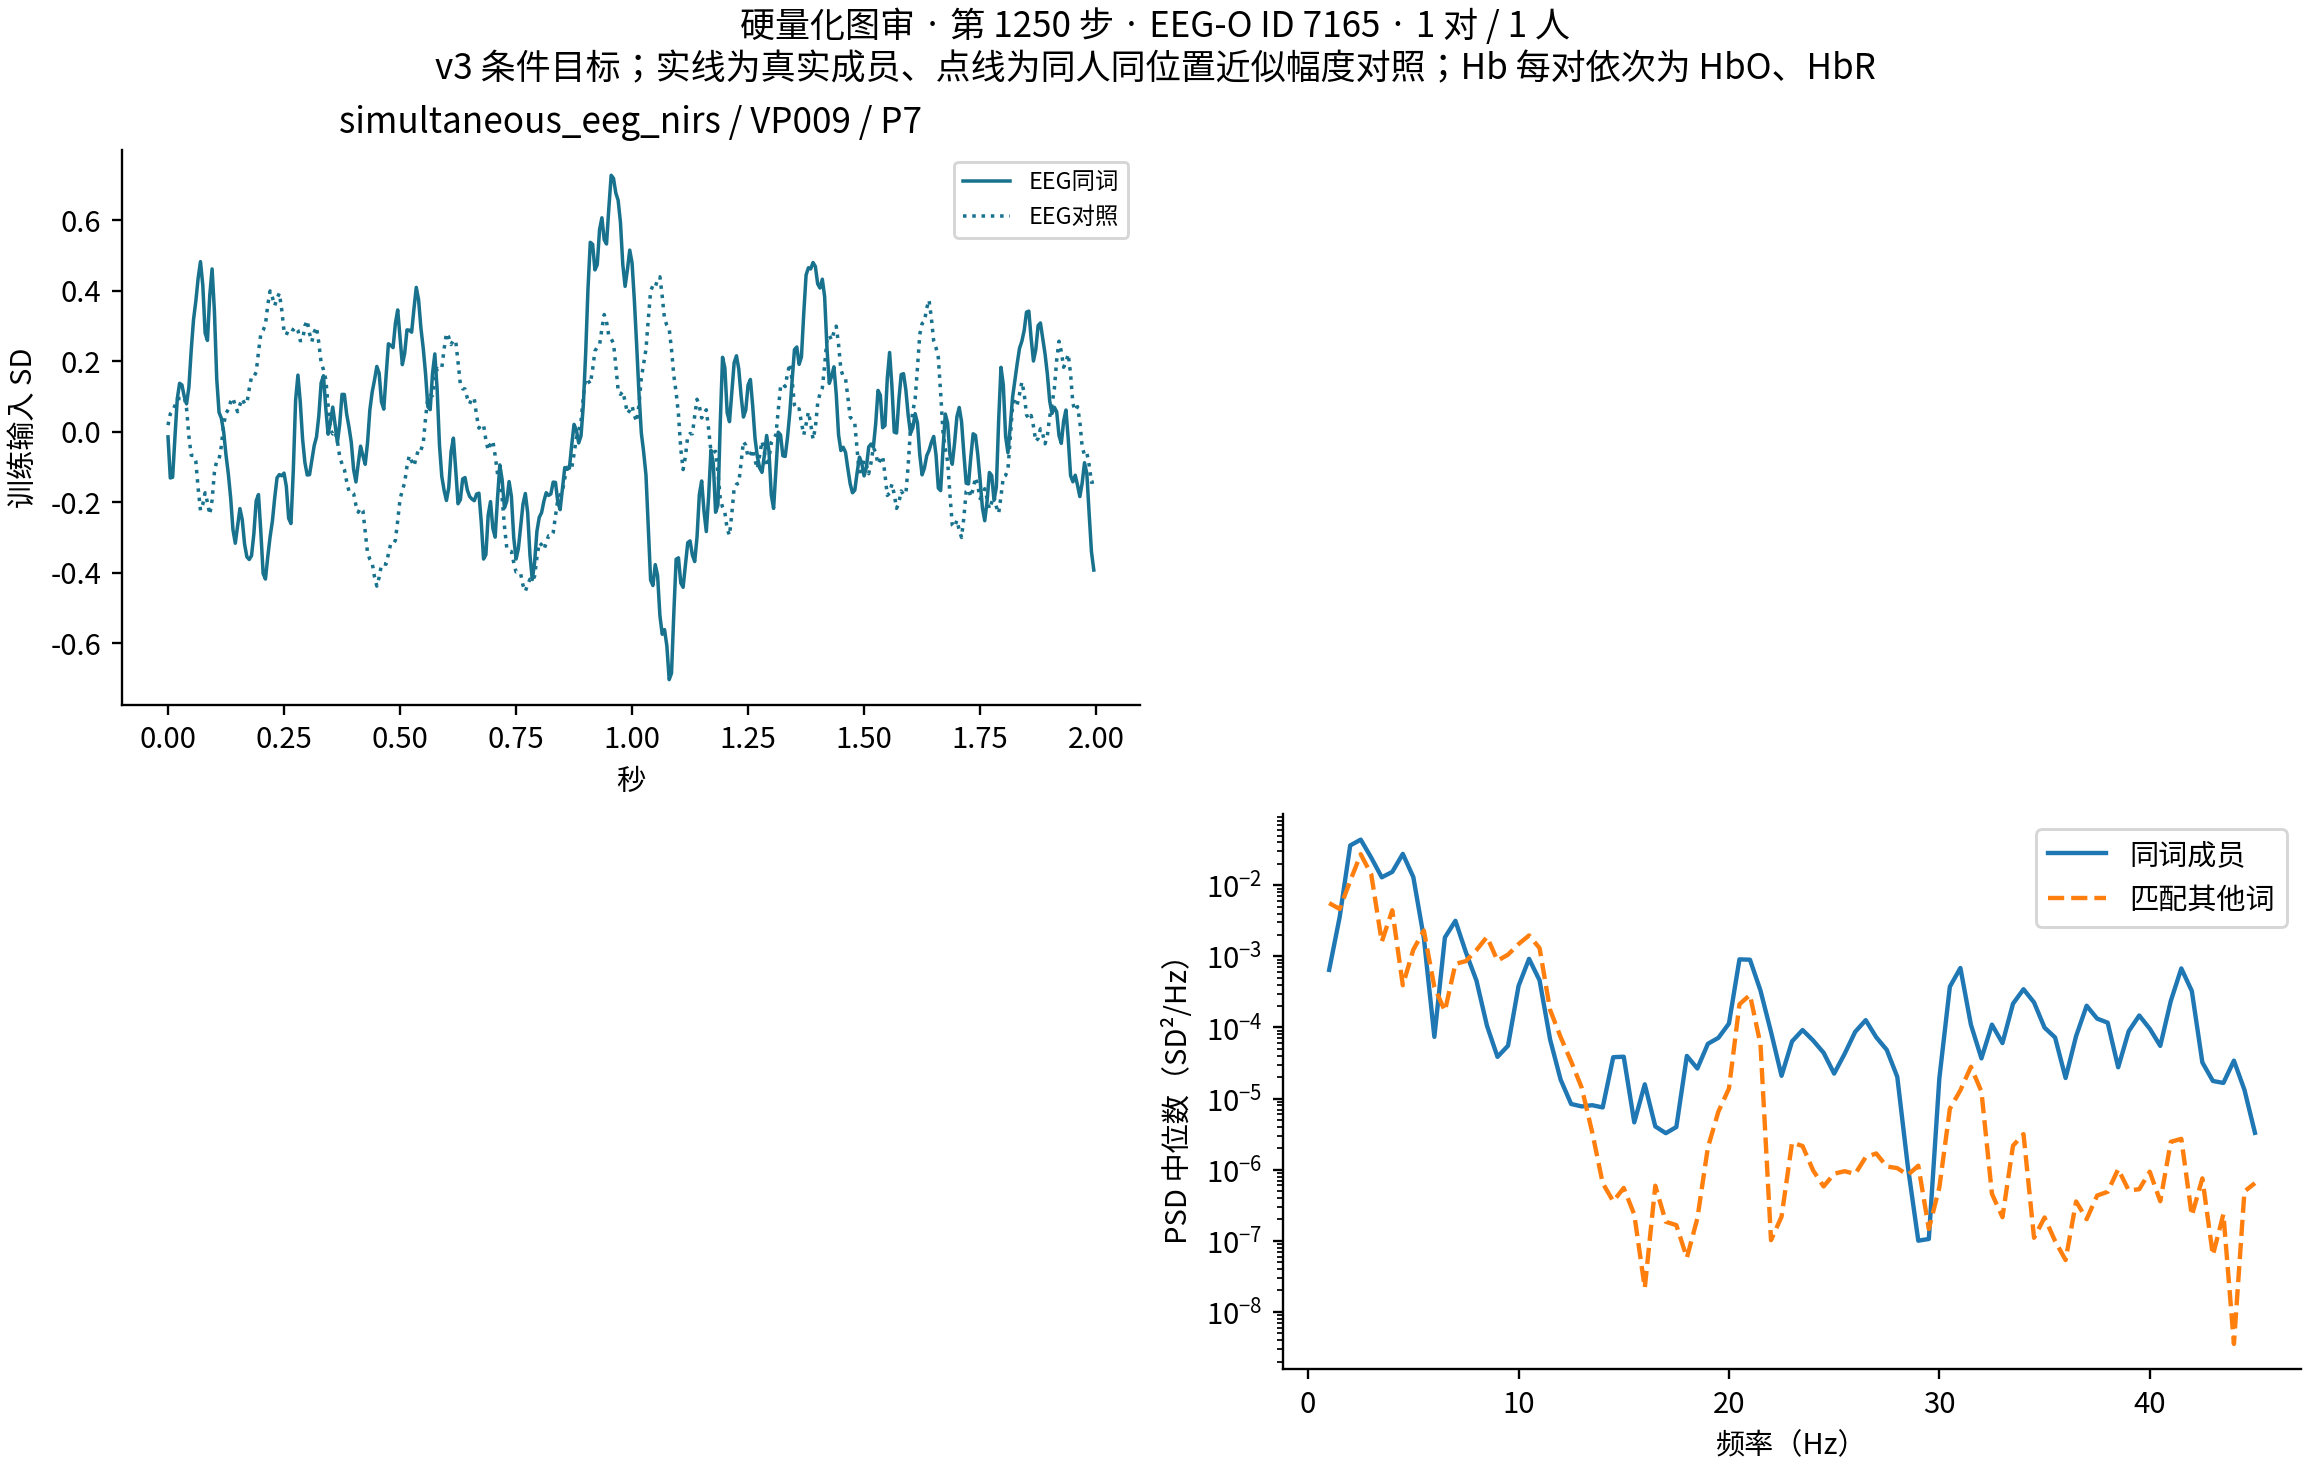 硬量化图审 · 第 1250 步 · EEG-O ID 7165 · 1 对 / 1 人
v3 条件目标；实线为真实成员、点线为同人同位置近似幅度对照；Hb 每对依次为 HbO、HbR
simultaneous_eeg_nirs / VP009 / P7
EEG同词
EEG对照
训练输入 SD
0.6
0.4
0.2
0.0
-0.2
-0.4
-0.6
0.00 0.25 0.50 0.75 1.00 1.25 1.50 1.75 2.00
秒
同词成员
匹配其他词
PSD 中位数（SD²/Hz）
10⁻²
10⁻³
10⁻⁴
10⁻⁵
10⁻⁶
10⁻⁷
10⁻⁸
0 10 20 30 40
频率（Hz）